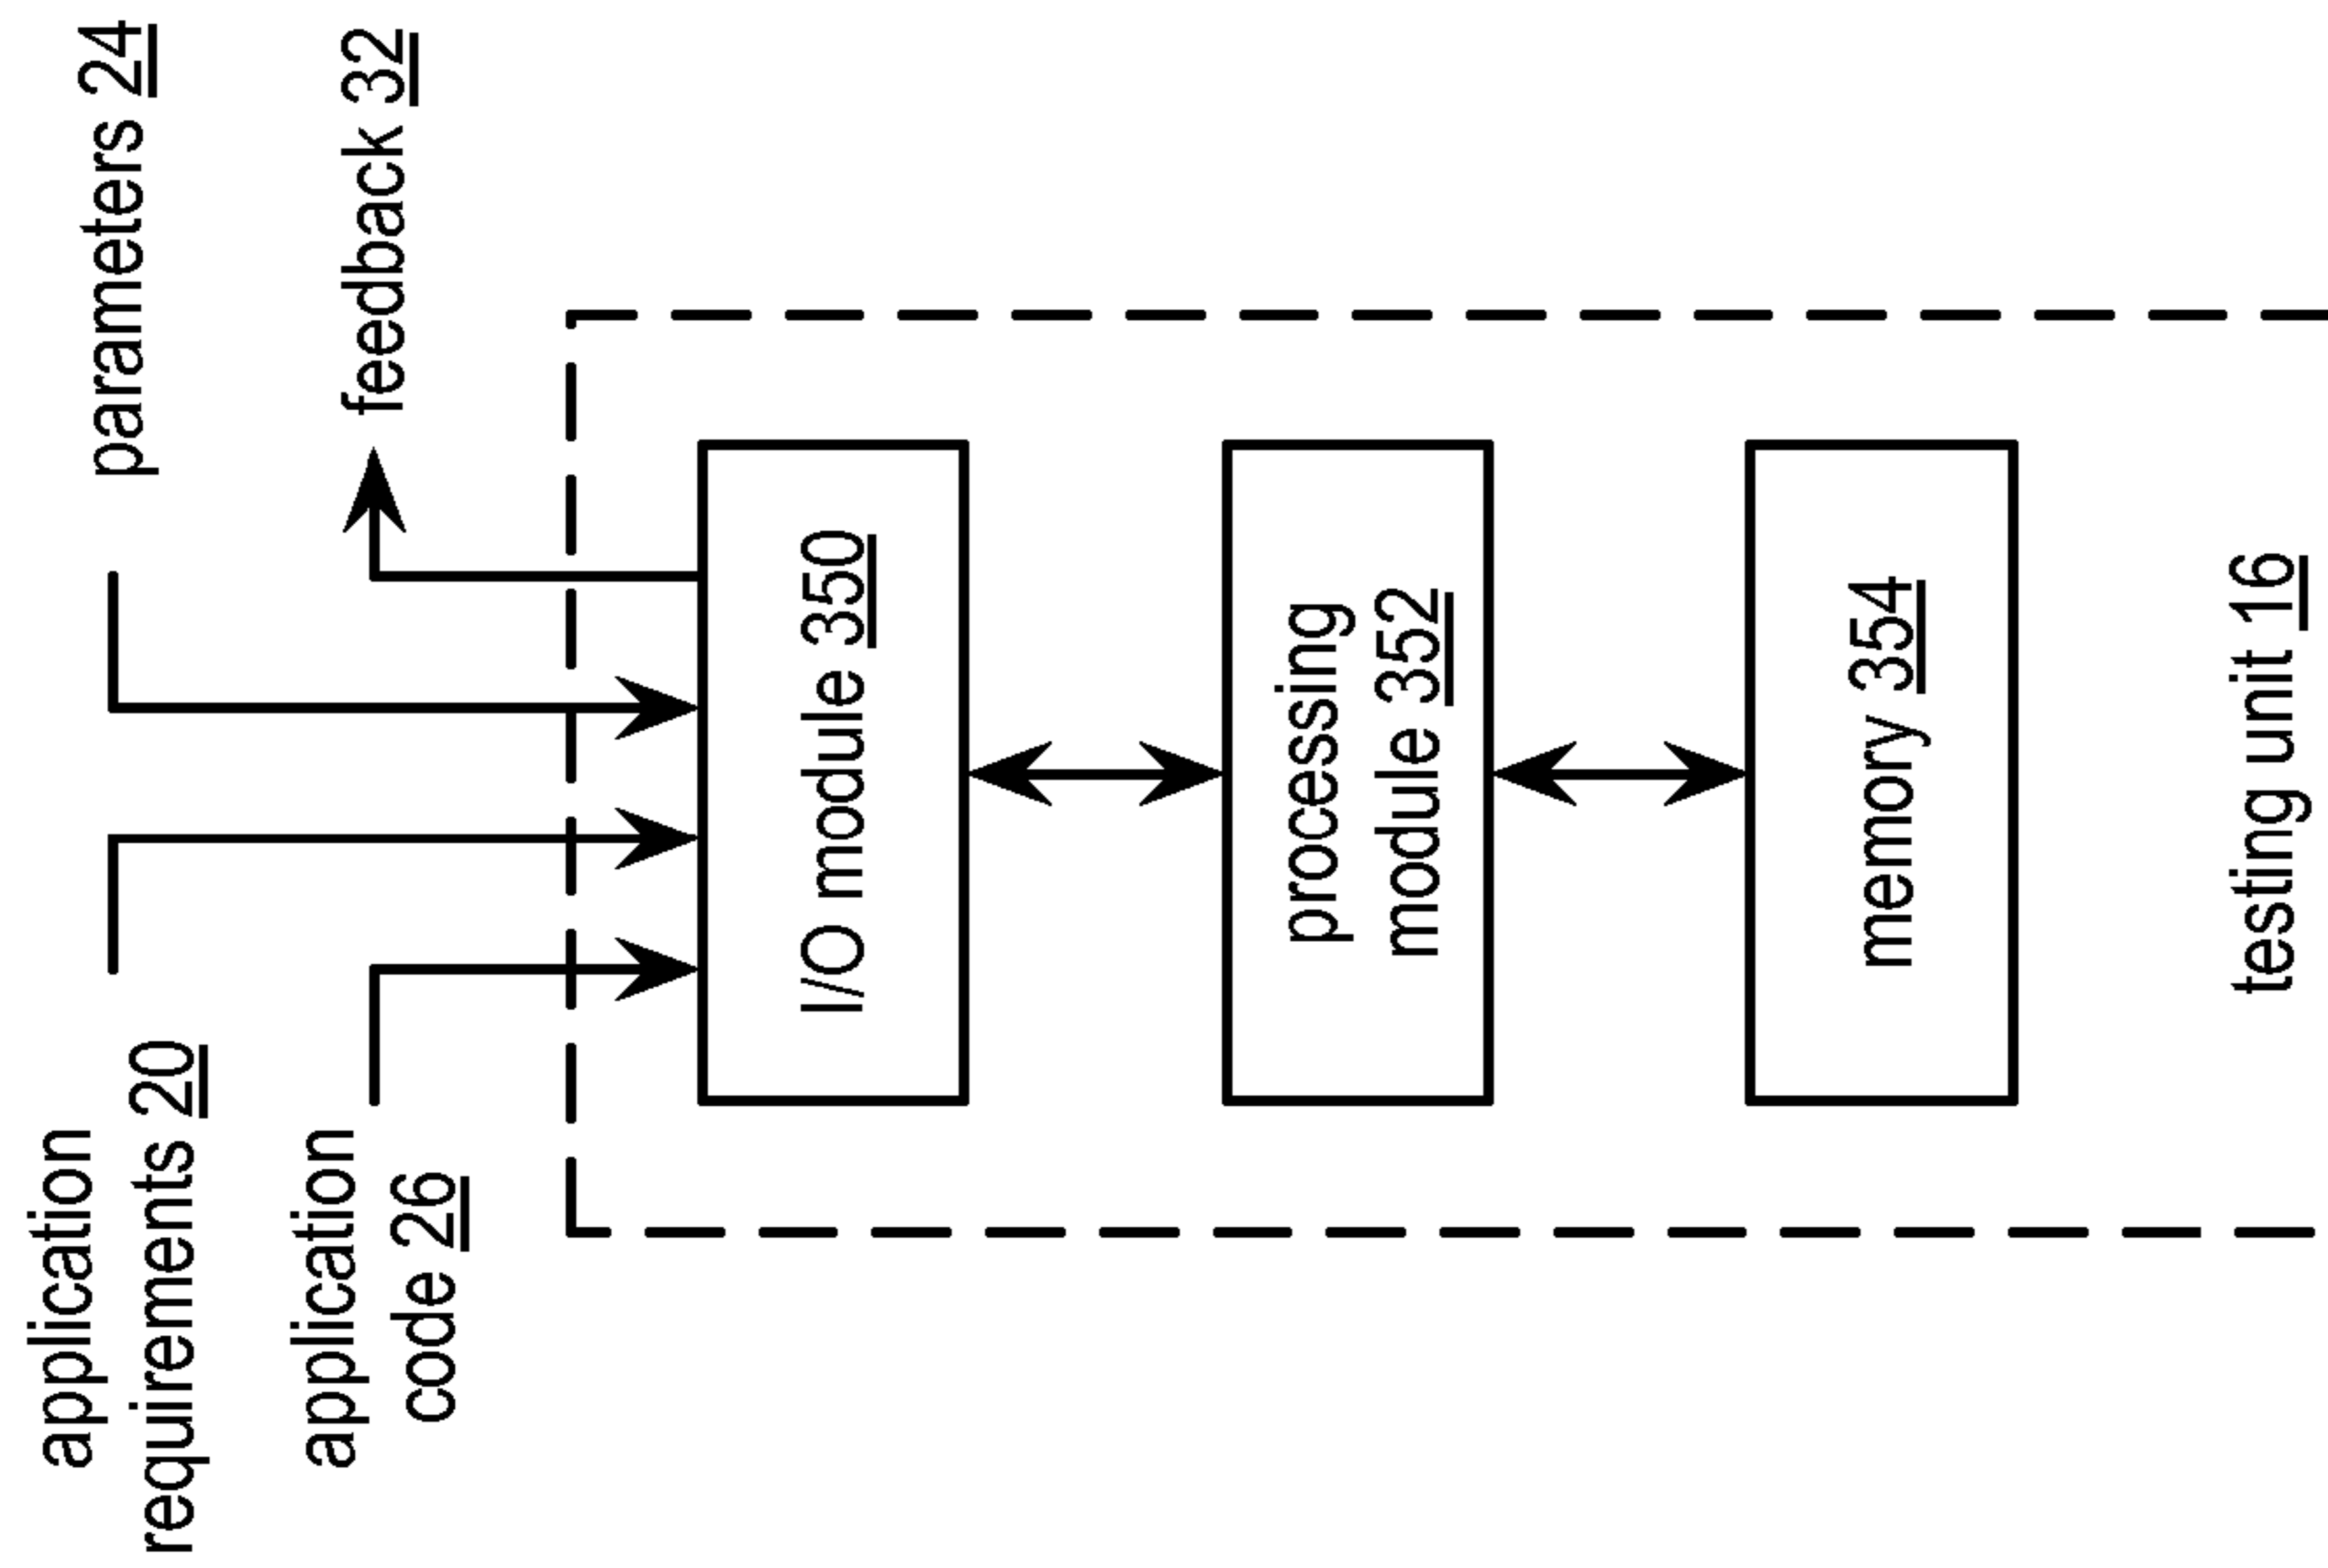 application
requirements 20
parameters 24
application
code 26
feedback 32
I/O module 350
processing
module 352
memory 354
testing unit 16